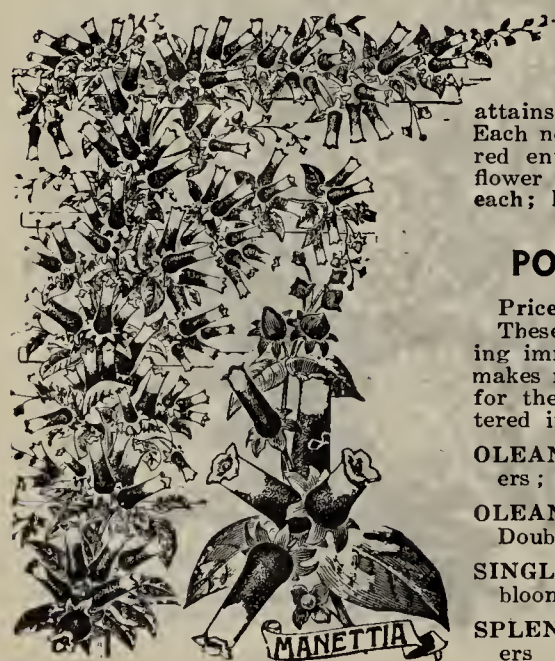 attains
Each n
red en
flower
each;
PO
Price
These
ing im
makes
for the
tered i
OLEAN
ers;
OLEAN
Doub
SINGL
bloon
SPLEN
ers
MANETTIA